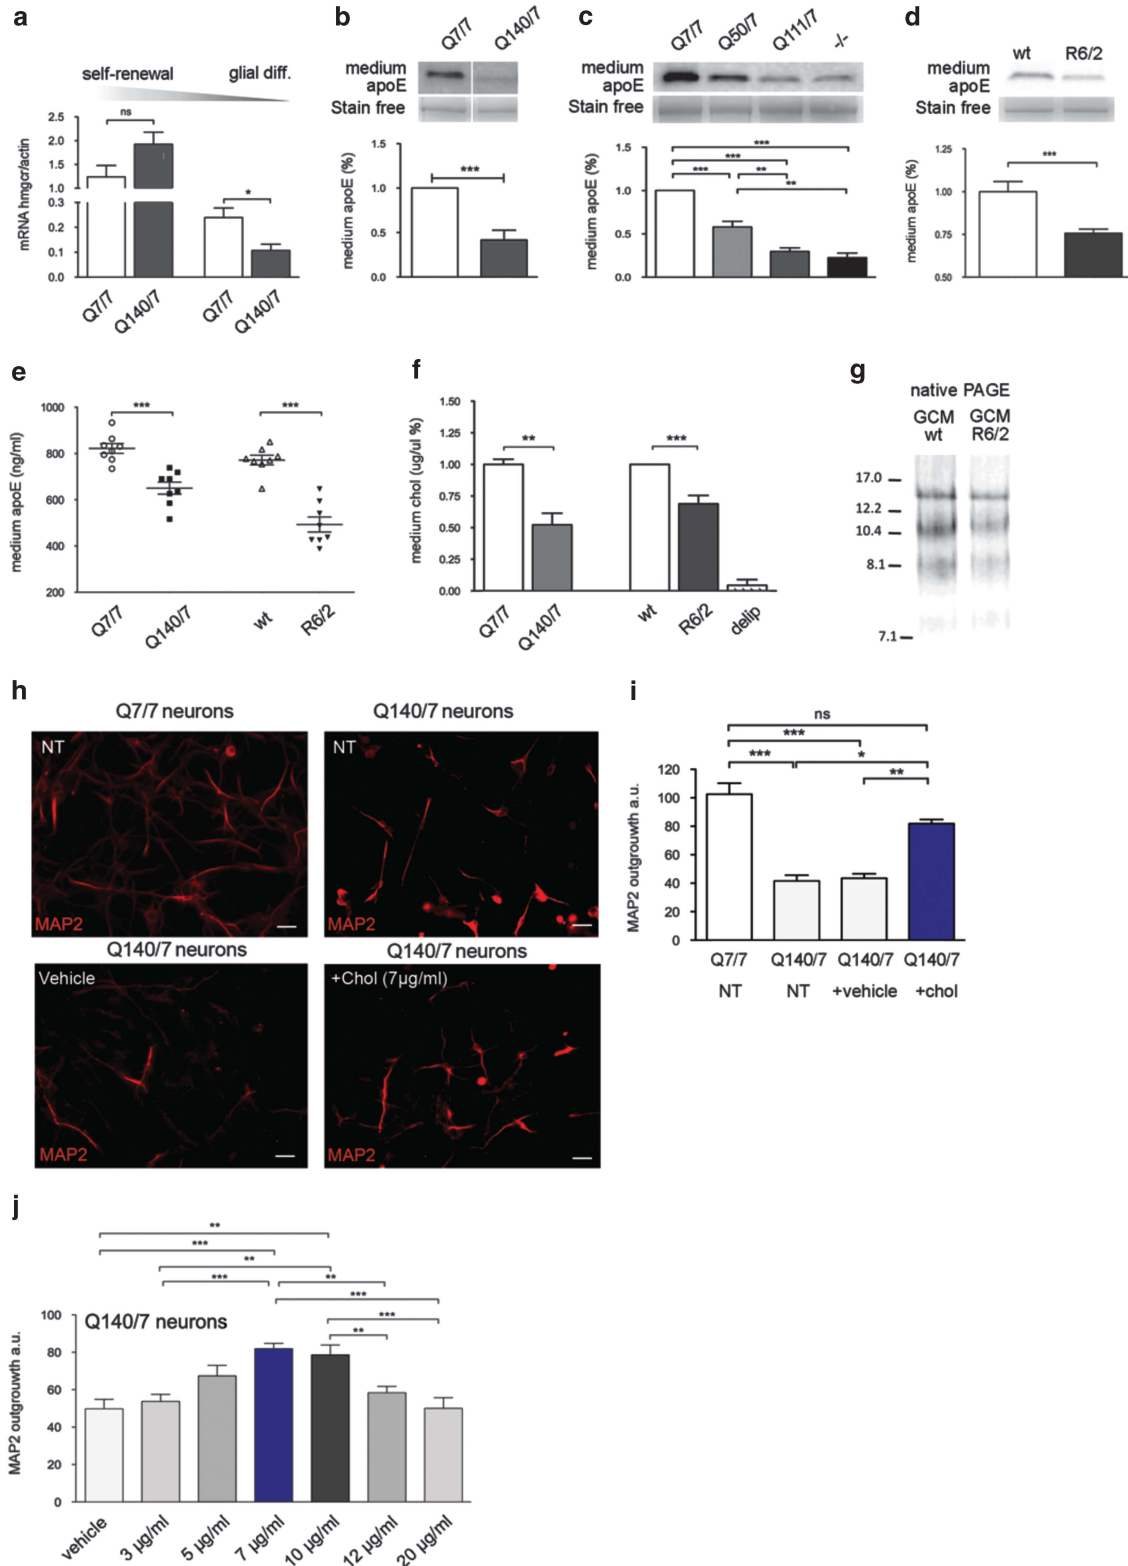 a
self-renewal
glial diff.
ns
*
mRNA hmgcr/actin
2.5
2.0
1.5
1.0
0.3
0.2
0.1
0.0
Q7/7
Q140/7
Q7/7
Q140/7
b
Q7/7
Q140/7
medium
apoE
Stain free
***
medium apoE (%)
1.5
1.0
0.5
0.0
c
Q7/7
Q50/7
Q111/7
-/-
medium
apoE
Stain free
***
***
***
**
**
medium apoE (%)
1.5
1.0
0.5
0.0
d
wt
R6/2
medium
apoE
Stain free
***
medium apoE (%)
1.25
1.00
0.75
0.50
e
***
***
medium apoE (ng/ml)
1000
800
600
400
200
Q7/7
Q140/7
wt
R6/2
f
**
***
medium chol (ug/ul %)
1.50
1.25
1.00
0.75
0.50
0.25
0.00
Q7/7
Q140/7
wt
R6/2
delip
g
native PAGE
GCM
wt
GCM
R6/2
17.0
12.2
10.4
8.1
7.1
h
Q7/7 neurons
Q140/7 neurons
NT
MAP2
NT
MAP2
Q140/7 neurons
Q140/7 neurons
Vehicle
MAP2
+Chol (7µg/ml)
MAP2
i
ns
***
***
*
**
MAP2 outgrouwth a.u.
120
100
80
60
40
20
0
Q7/7
Q140/7
Q140/7
Q140/7
NT
NT
+vehicle
+chol
j
**
***
**
***
**
***
***
**
Q140/7 neurons
MAP2 outgrouwth a.u.
100
80
60
40
20
0
vehicle
3 µg/ml
5 µg/ml
7 µg/ml
10 µg/ml
12 µg/ml
20 µg/ml